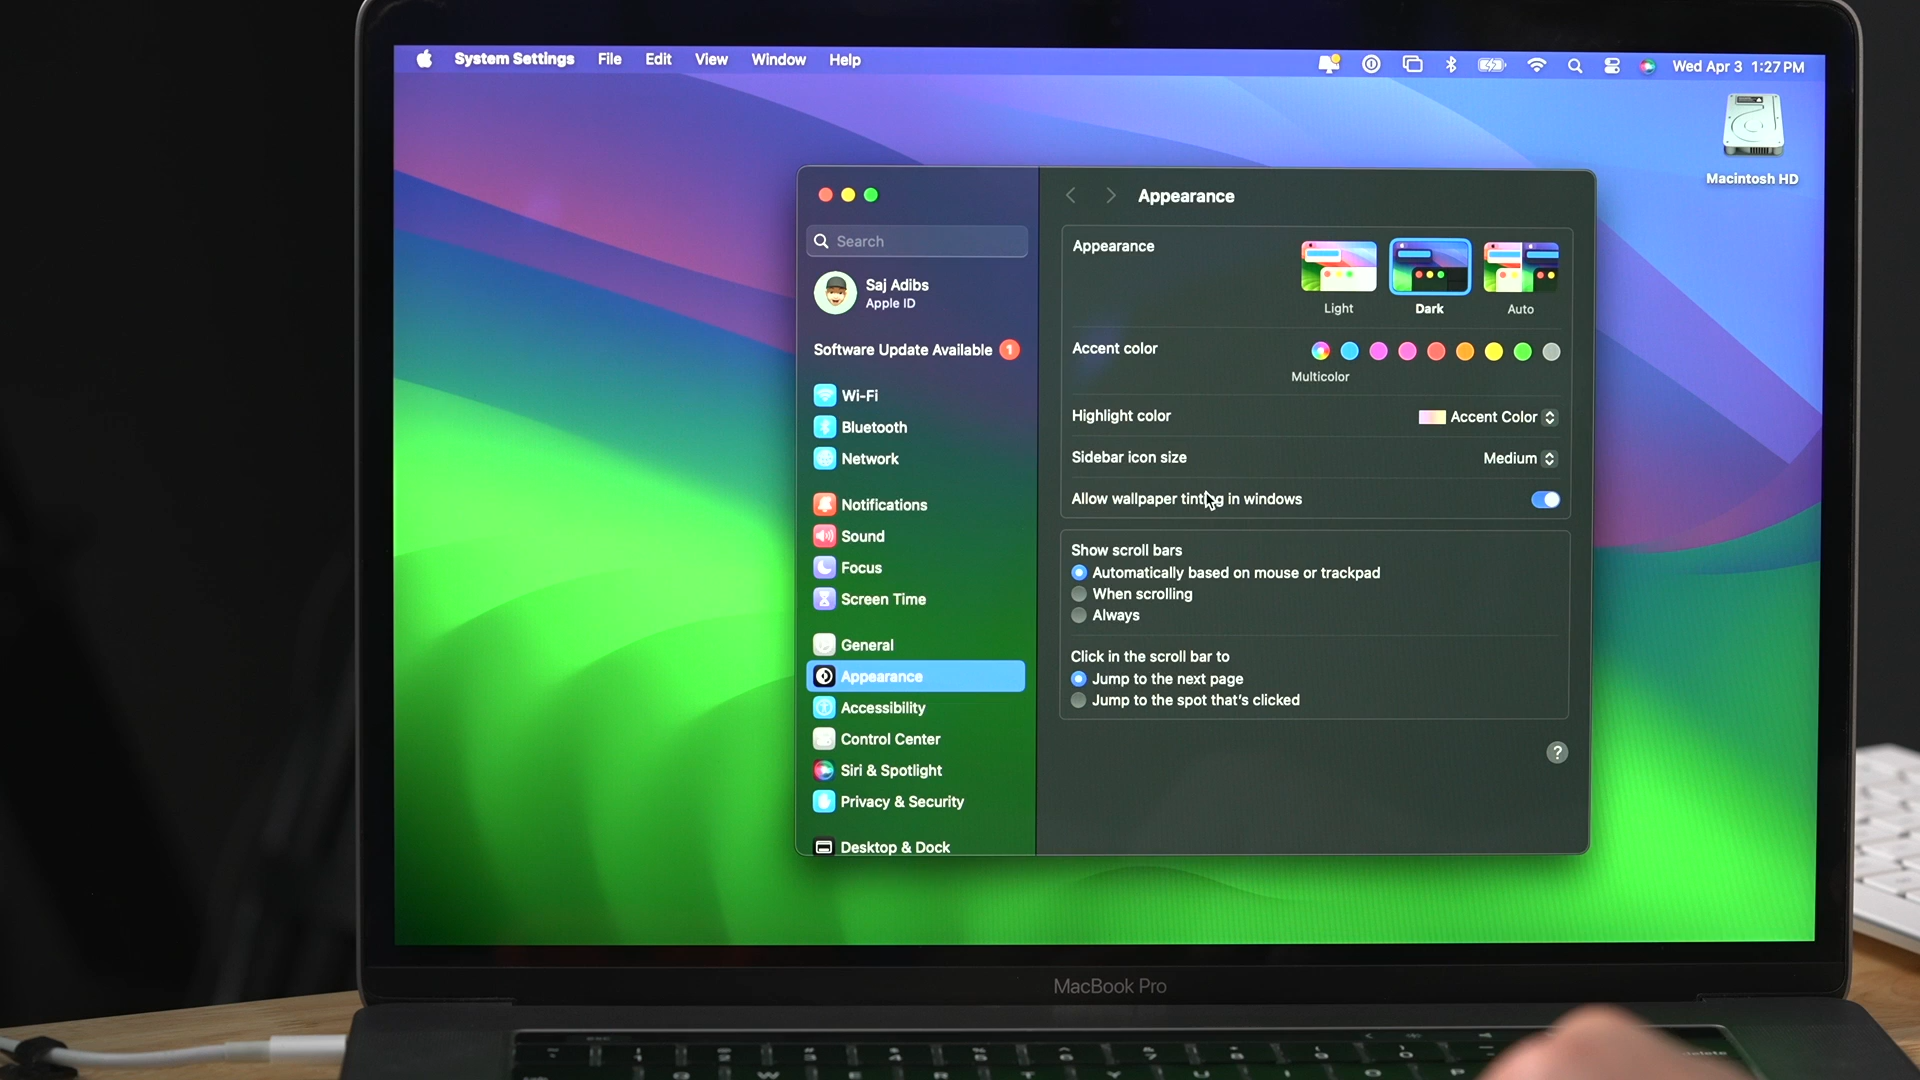 System Settings File Edit View Window Help
Wed Apr 3 1:27 PM
Macintosh HD
Search
Saj Adibs
Apple ID
Software Update Available 1
Wi-Fi
Bluetooth
Network
Notifications
Sound
Focus
Screen Time
General
Appearance
Accessibility
Control Center
Siri & Spotlight
Privacy & Security
Desktop & Dock
Appearance
Appearance
Light Dark Auto
Accent color
Multicolor
Highlight color Accent Color
Sidebar icon size Medium
Allow wallpaper tinting in windows
Show scroll bars
Automatically based on mouse or trackpad
When scrolling
Always
Click in the scroll bar to
Jump to the next page
Jump to the spot that's clicked
?
MacBook Pro
delete